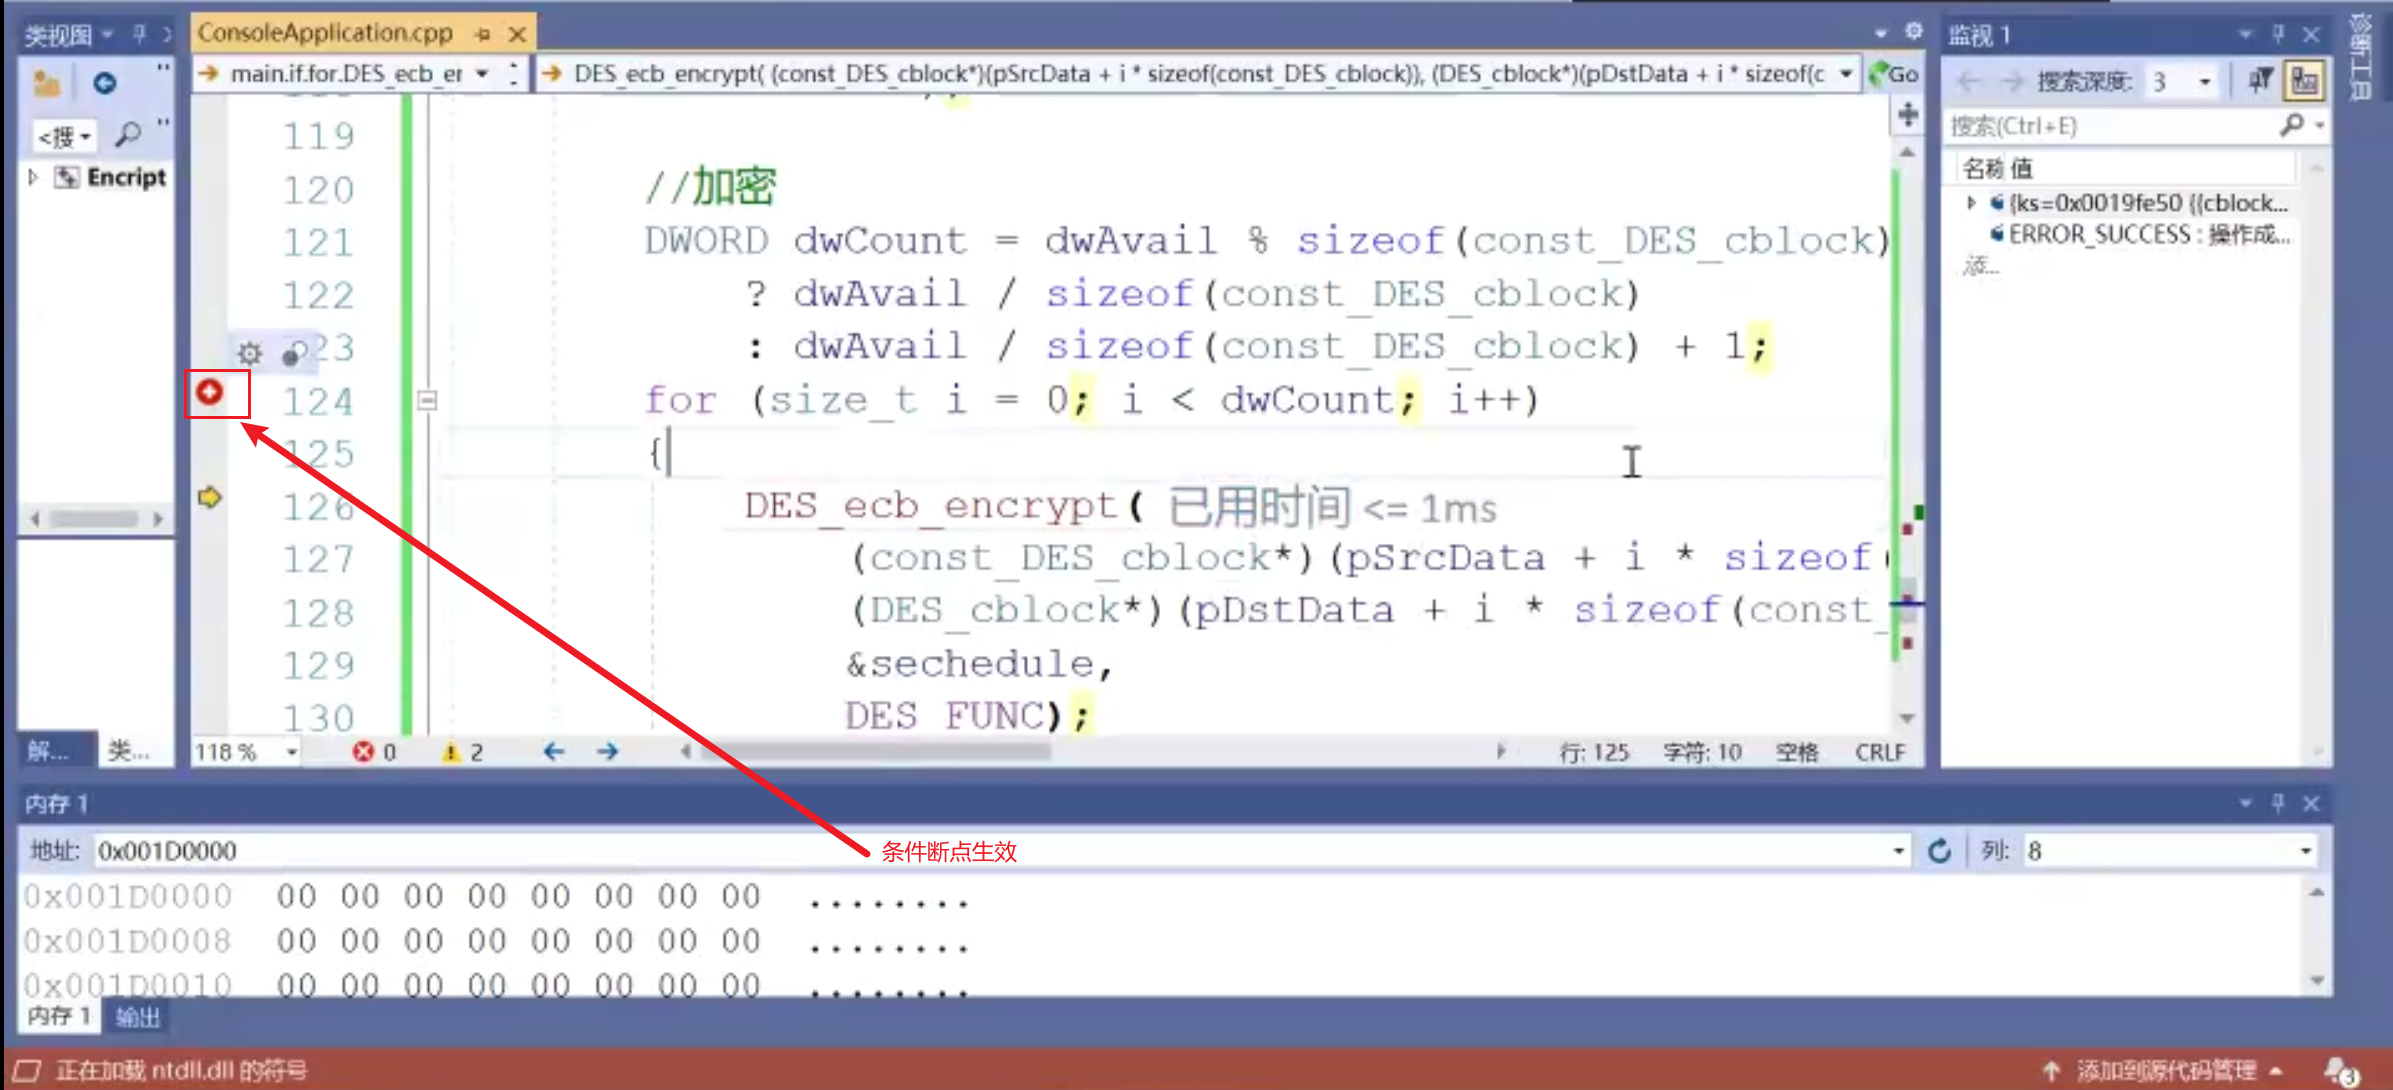 类视图
ConsoleApplication.cpp
监视 1
诊断工具
main.if.for.DES_ecb_er
DES_ecb_encrypt( (const_DES_cblock*)(pSrcData + i * sizeof(const_DES_cblock)), (DES_cblock*)(pDstData + i * sizeof(c
Go
搜索深度: 3
<搜
搜索(Ctrl+E)
Encript
名称 值
{ks=0x0019fe50 {{cblock...
ERROR_SUCCESS : 操作成...
添...
119
120 //加密
121 DWORD dwCount = dwAvail % sizeof(const_DES_cblock)
122 ? dwAvail / sizeof(const_DES_cblock)
123 : dwAvail / sizeof(const_DES_cblock) + 1;
124 for (size_t i = 0; i < dwCount; i++)
125 {
126 DES_ecb_encrypt( 已用时间 <= 1ms
127 (const_DES_cblock*)(pSrcData + i * sizeof(
128 (DES_cblock*)(pDstData + i * sizeof(const_
129 &sechedule,
130 DES_FUNC);
解... 类...
118 % 0 2 行: 125 字符: 10 空格 CRLF
内存 1
地址: 0x001D0000 列: 8
条件断点生效
0x001D0000 00 00 00 00 00 00 00 00 ........
0x001D0008 00 00 00 00 00 00 00 00 ........
0x001D0010 00 00 00 00 00 00 00 00 ........
内存 1 输出
正在加载 ntdll.dll 的符号 添加到源代码管理 3